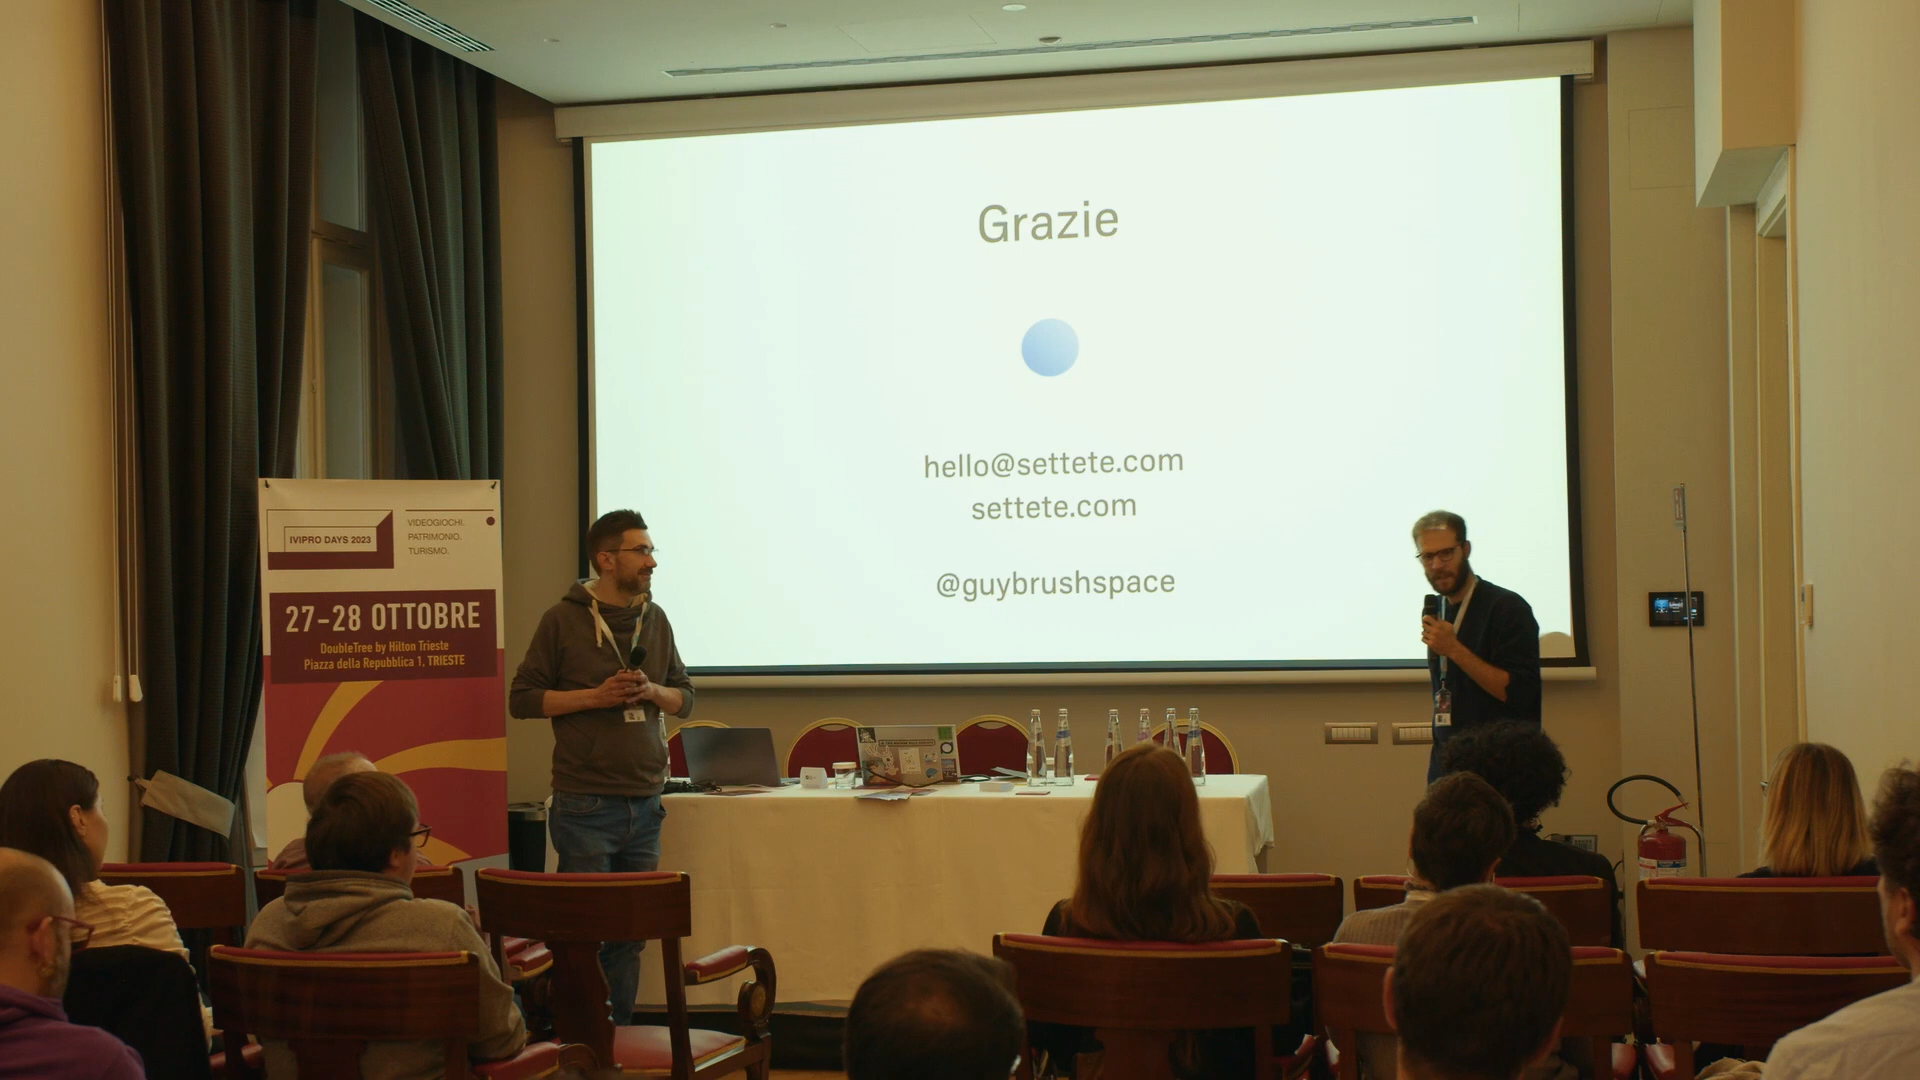 Grazie
hello@settete.com
settete.com
@guybrushspace
IVIPRO DAYS 2023
VIDEOGIOCHI.
PATRIMONIO.
TURISMO.
27-28 OTTOBRE
DoubleTree by Hilton Trieste
Piazza della Repubblica 1, TRIESTE